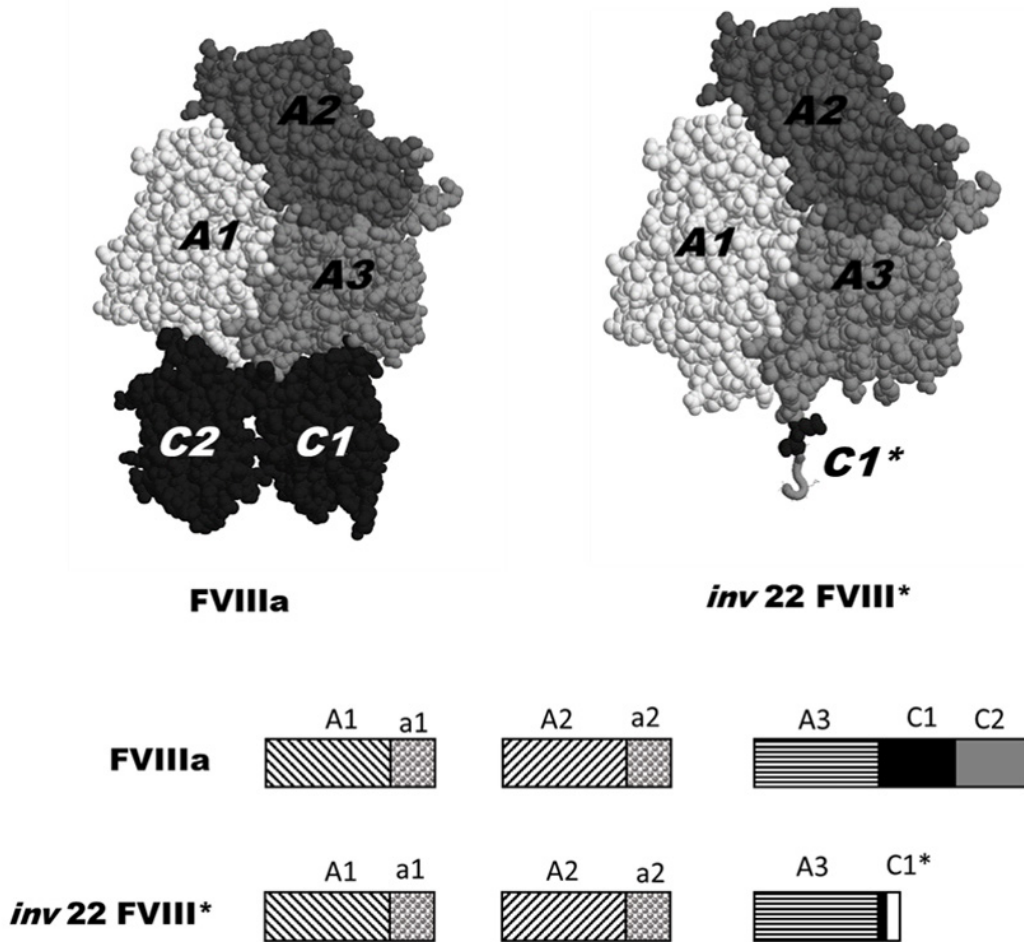 A2
A1
A3
C2 C1
FVIIIa
A2
A1
A3
C1*
inv 22 FVIII*
A1 a1 A2 a2 A3 C1 C2
FVIIIa
A1 a1 A2 a2 A3 C1*
inv 22 FVIII*